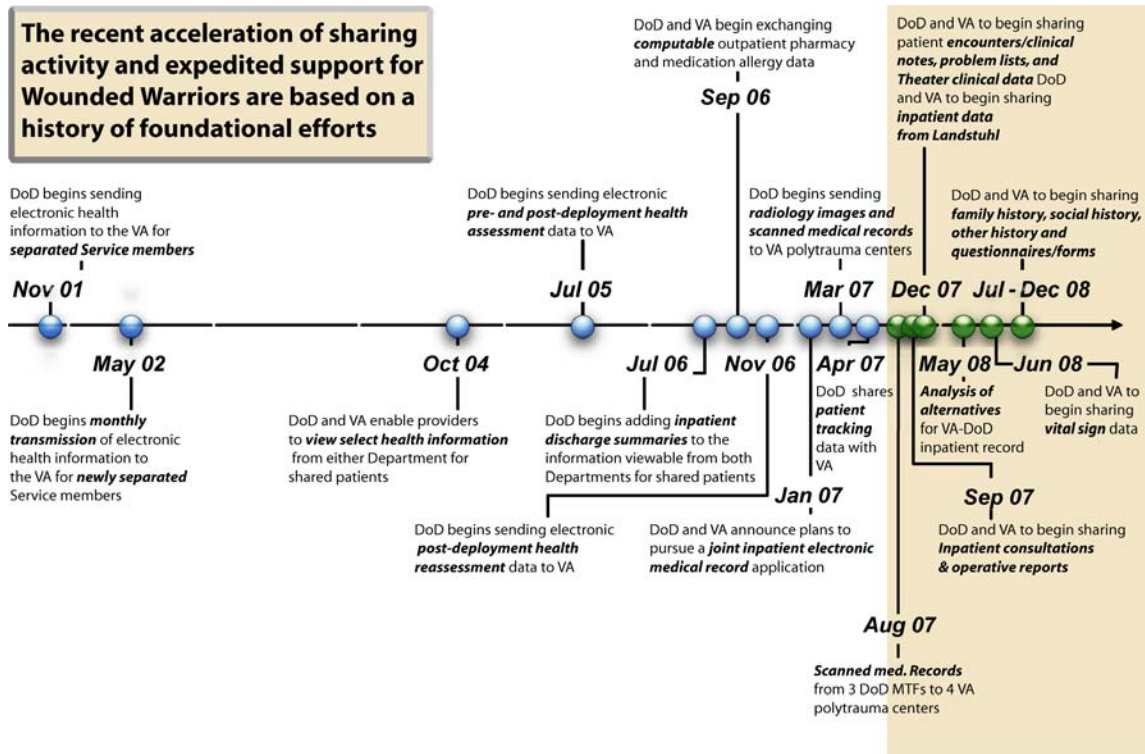 The recent acceleration of sharing
activity and expedited support for
Wounded Warriors are based on a
history of foundational efforts
DoD begins sending
electronic health
information to the VA for
separated Service members
Nov 01
May 02
DoD begins monthly
transmission of electronic
health information to
the VA for newly separated
Service members
Oct 04
DoD and VA enable providers
to view select health information
from either Department for
shared patients
DoD begins sending electronic
pre- and post-deployment health
assessment data to VA
Jul 05
Jul 06
DoD begins adding inpatient
discharge summaries to the
information viewable from both
Departments for shared patients
DoD and VA begin exchanging
computable outpatient pharmacy
and medication allergy data
Sep 06
Nov 06
DoD begins sending electronic
post-deployment health
reassessment data to VA
Jan 07
DoD and VA announce plans to
pursue a joint inpatient electronic
medical record application
DoD begins sending
radiology images and
scanned medical records
to VA polytrauma centers
Mar 07
Apr 07
DoD shares
patient
tracking
data with
VA
Aug 07
Scanned med. Records
from 3 DoD MTFs to 4 VA
polytrauma centers
Sep 07
DoD and VA to begin sharing
Inpatient consultations
& operative reports
DoD and VA to begin sharing
patient encounters/clinical
notes, problem lists, and
Theater clinical data DoD
and VA to begin sharing
inpatient data
from Landstuhl
Dec 07
May 08
Analysis of
alternatives
for VA-DoD
inpatient record
Jun 08
DoD and VA to
begin sharing
vital sign data
DoD and VA to begin sharing
family history, social history,
other history and
questionnaires/forms
Jul - Dec 08